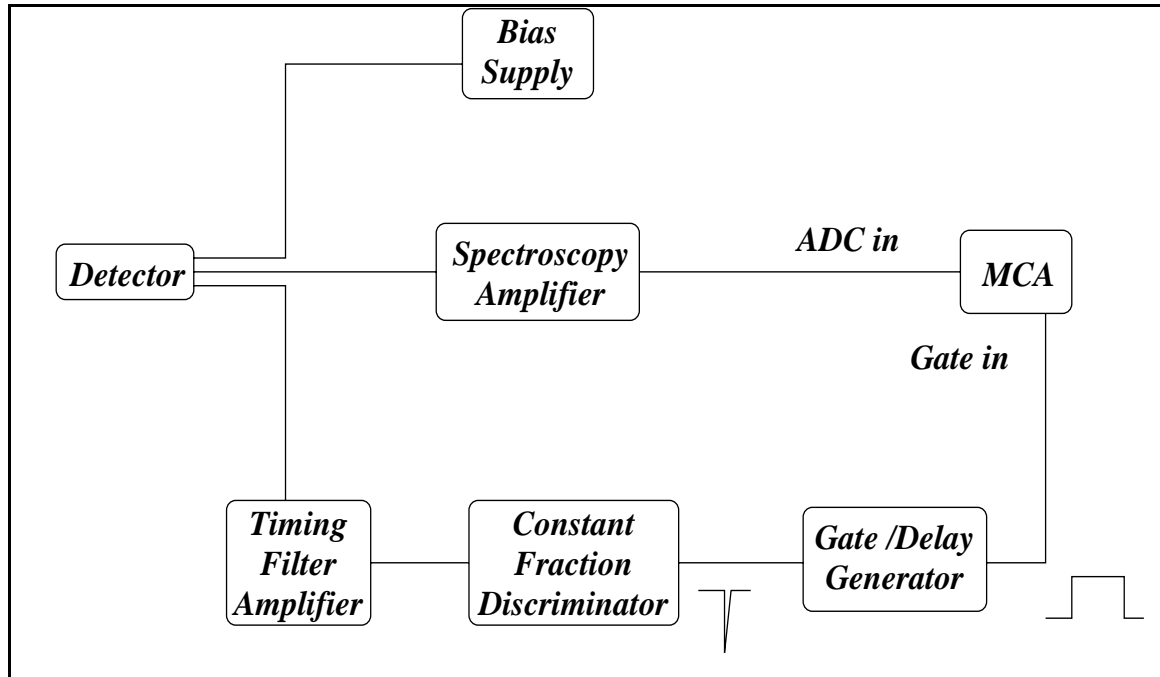 Bias
Supply
Detector
Spectroscopy
Amplifier
ADC in
MCA
Gate in
Timing
Filter
Amplifier
Constant
Fraction
Discriminator
Gate /Delay
Generator